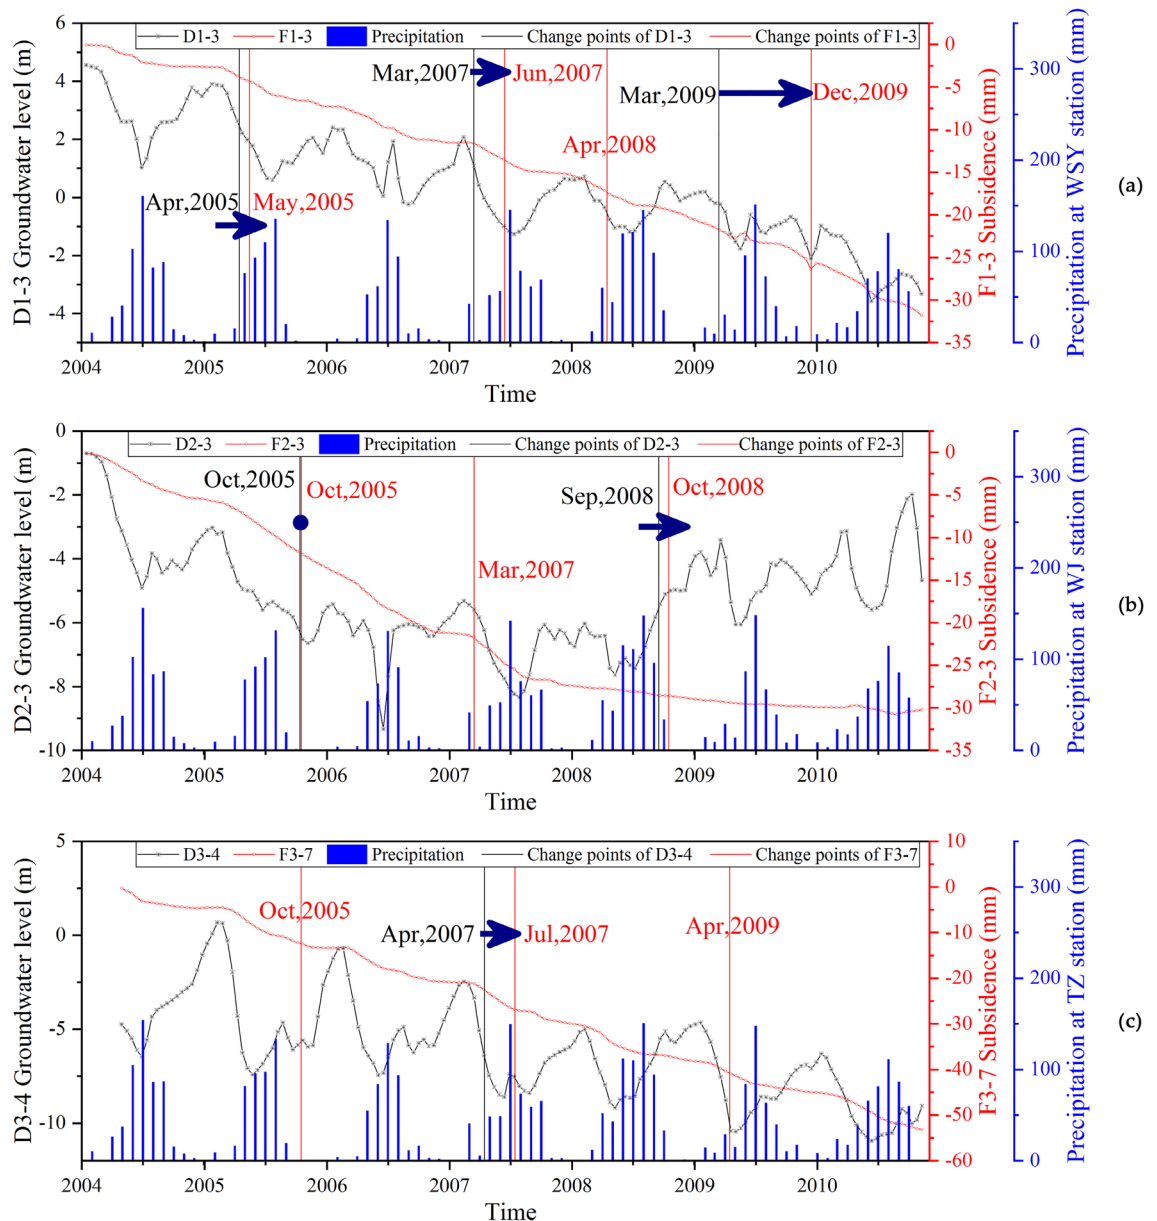 D1-3 F1-3 Precipitation Change points of D1-3 Change points of F1-3
6
4
2
0
-2
-4
D1-3 Groundwater level (m)
Mar,2007 Jun,2007
Mar,2009 Dec,2009
Apr,2008
Apr,2005 May,2005
0
-5
-10
-15
-20
-25
-30
-35
F1-3 Subsidence (mm)
300
200
100
0
Precipitation at WSY station (mm)
2004 2005 2006 2007 2008 2009 2010
Time
(a)
D2-3 F2-3 Precipitation Change points of D2-3 Change points of F2-3
0
-2
-4
-6
-8
-10
D2-3 Groundwater level (m)
Oct,2005 Oct,2005
Sep,2008 Oct,2008
Mar,2007
0
-5
-10
-15
-20
-25
-30
-35
F2-3 Subsidence (mm)
300
200
100
0
Precipitation at WJ station (mm)
2004 2005 2006 2007 2008 2009 2010
Time
(b)
D3-4 F3-7 Precipitation Change points of D3-4 Change points of F3-7
5
0
-5
-10
D3-4 Groundwater level (m)
Oct,2005
Apr,2007 Jul,2007
Apr,2009
10
0
-10
-20
-30
-40
-50
-60
F3-7 Subsidence (mm)
300
200
100
0
Precipitation at TZ station (mm)
2004 2005 2006 2007 2008 2009 2010
Time
(c)